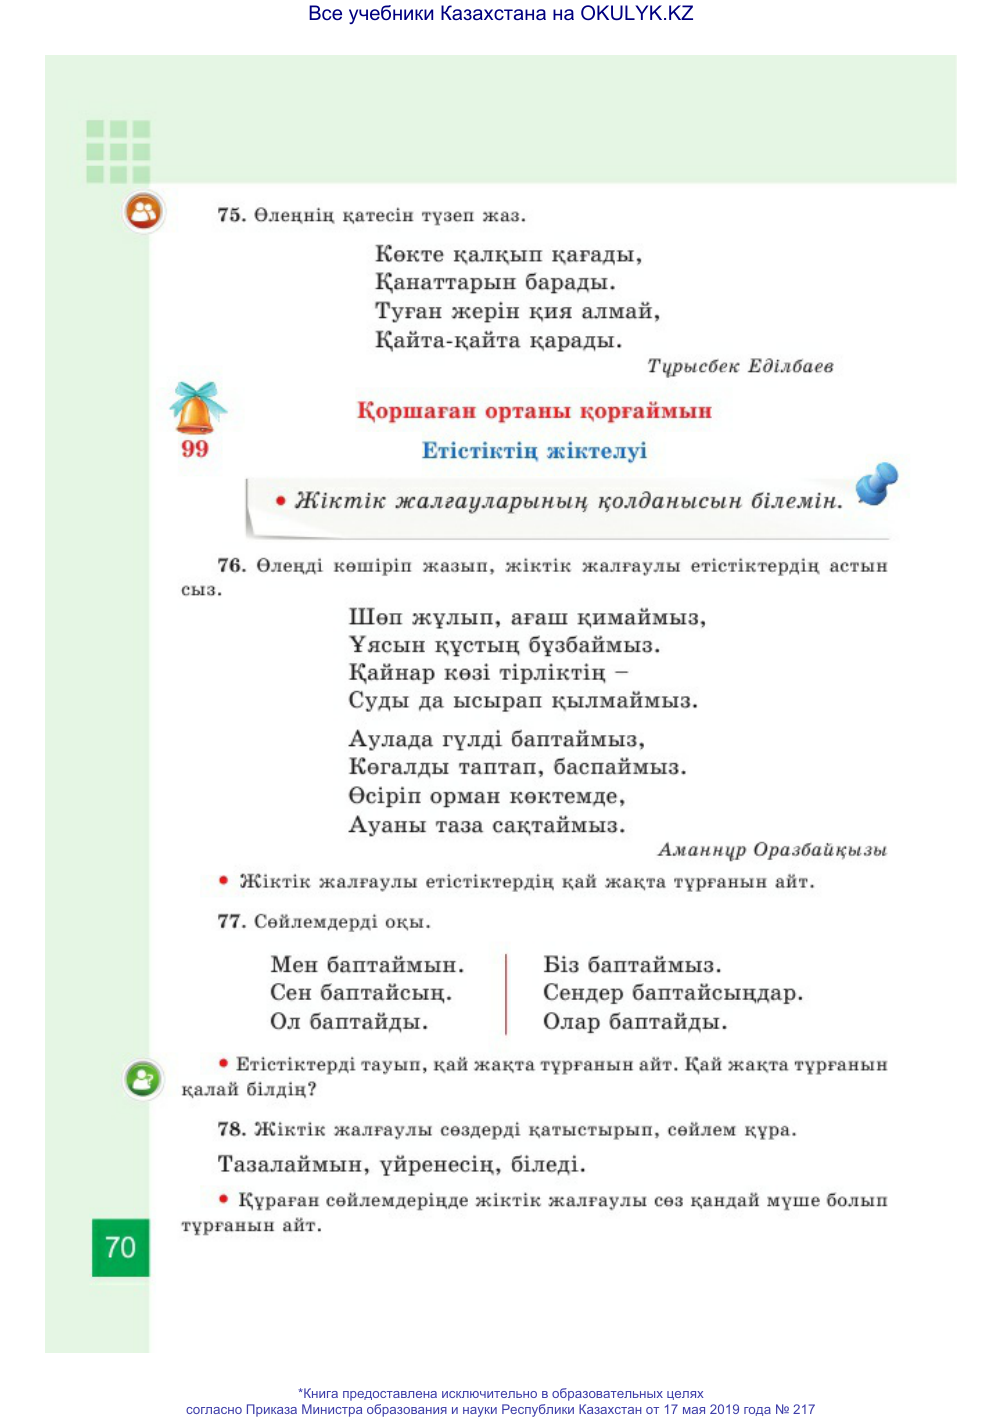 Все учебники Казахстана на OKULYK.KZ
75. Өлеңнің қатесін түзеп жаз.
Көкте қалқып қағады,
Қанаттарын барады.
Туған жерін қия алмай,
Қайта-қайта қарады.
Тұрысбек Еділбаев
99
Қоршаған ортаны қорғаймын
Етістіктің жіктелуі
• Жіктік жалғауларының қолданысын білемін.
76. Өлеңді көшіріп жазып, жіктік жалғаулы етістіктердің астын
сыз.
Шөп жұлып, ағаш қимаймыз,
Ұясын құстың бұзбаймыз.
Қайнар көзі тірліктің –
Суды да ысырап қылмаймыз.
Аулада гүлді баптаймыз,
Көгалды таптап, баспаймыз.
Өсіріп орман көктемде,
Ауаны таза сақтаймыз.
Аманнұр Оразбайқызы
• Жіктік жалғаулы етістіктердің қай жақта тұрғанын айт.
77. Сөйлемдерді оқы.
Мен баптаймын.
Сен баптайсың.
Ол баптайды.
Біз баптаймыз.
Сендер баптайсыңдар.
Олар баптайды.
• Етістіктерді тауып, қай жақта тұрғанын айт. Қай жақта тұрғанын
қалай білдің?
78. Жіктік жалғаулы сөздерді қатыстырып, сөйлем құра.
Тазалаймын, үйренесің, біледі.
• Құраған сөйлемдеріңде жіктік жалғаулы сөз қандай мүше болып
тұрғанын айт.
70
*Книга предоставлена исключительно в образовательных целях
согласно Приказа Министра образования и науки Республики Казахстан от 17 мая 2019 года № 217